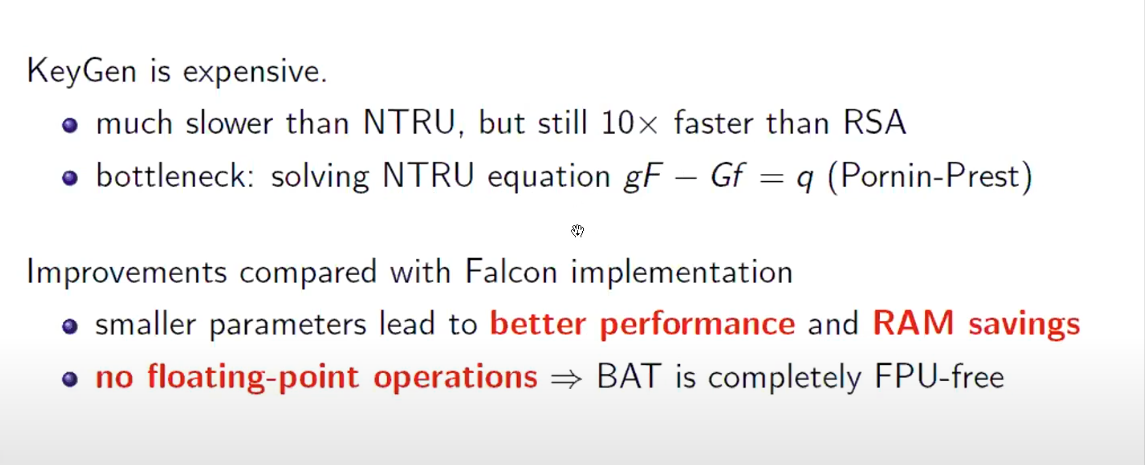 KeyGen is expensive.
much slower than NTRU, but still 10× faster than RSA
bottleneck: solving NTRU equation gF − Gf = q (Pornin-Prest)
Improvements compared with Falcon implementation
smaller parameters lead to better performance and RAM savings
no floating-point operations ⇒ BAT is completely FPU-free